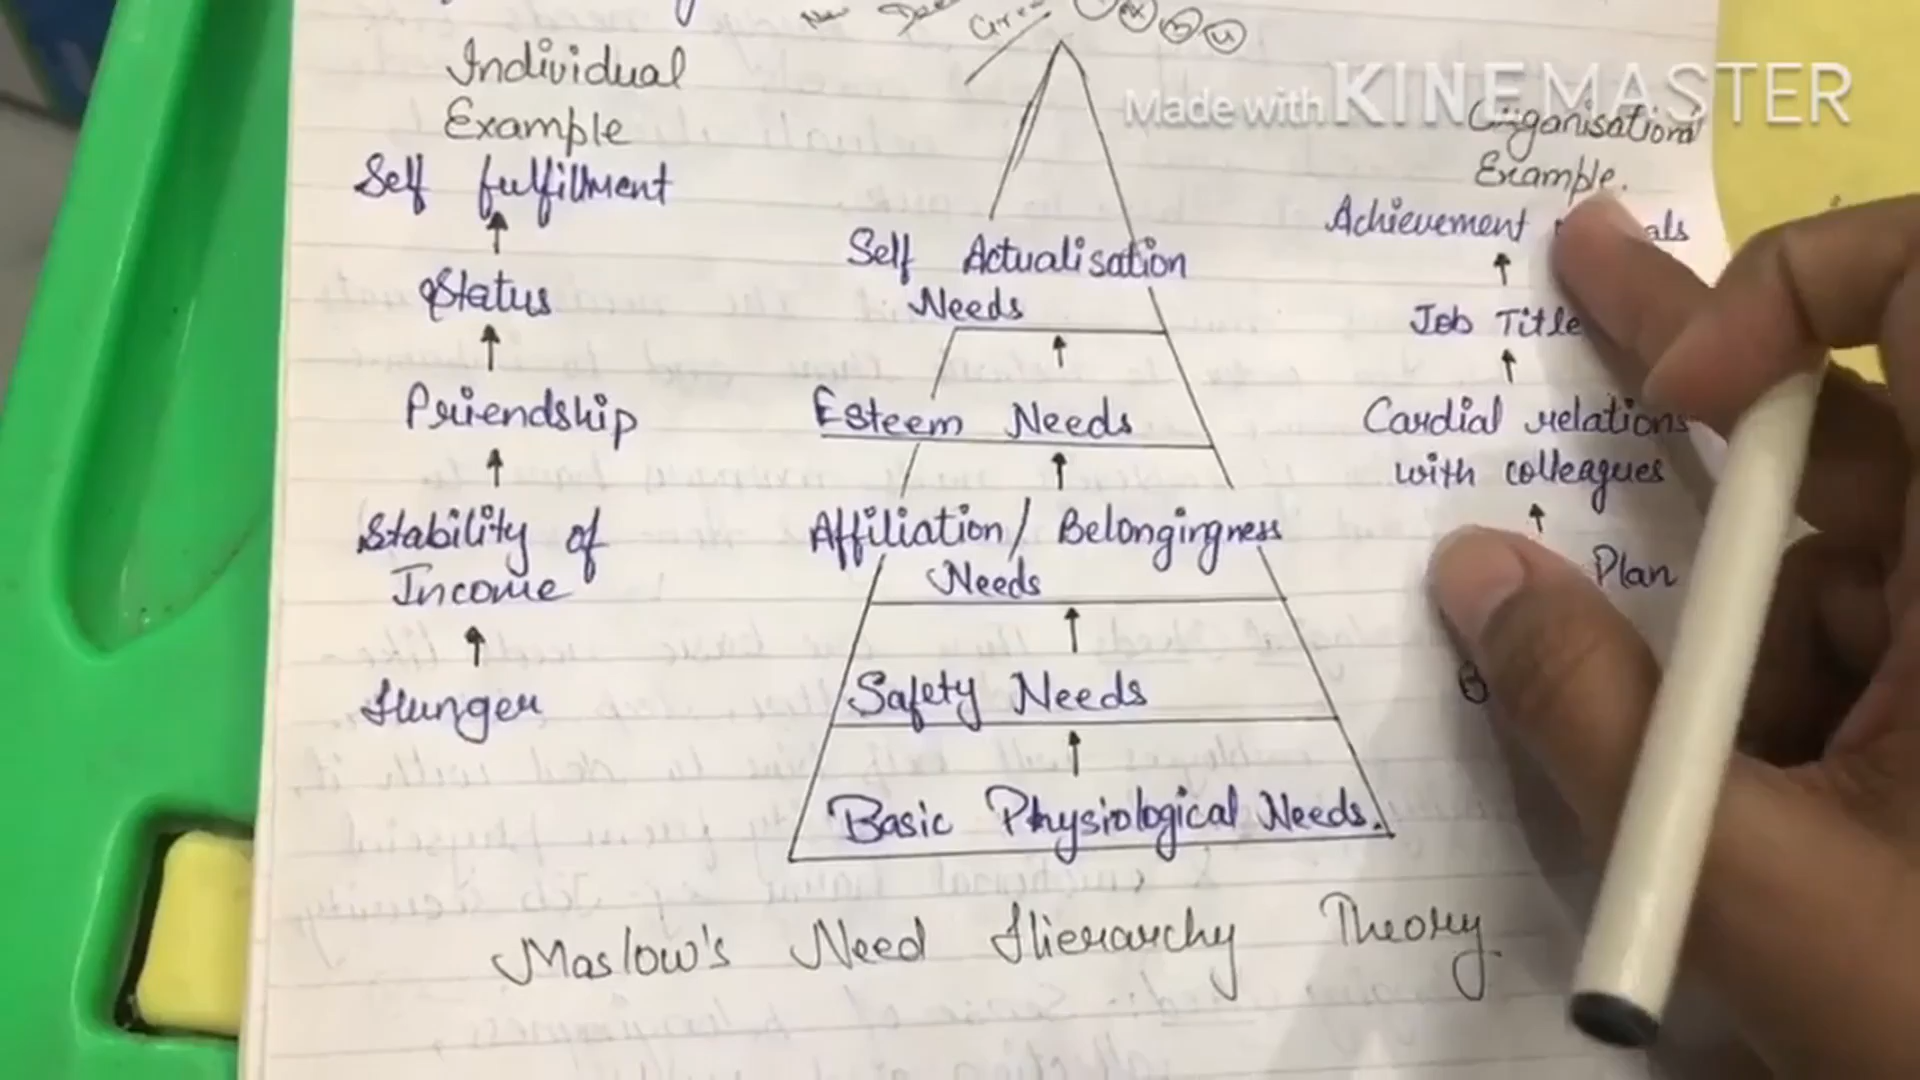 Individual
Example
Self fulfillment
Status
Friendship
Stability of
Income
Hunger
Self Actualisation
Needs
Esteem Needs
Affiliation/ Belongingness
Needs
Safety Needs
Basic Physiological Needs.
Made with KINEMASTER
Organisational
Example.
Achievement
Job Title
Cardial relations
with colleagues
Plan
Maslow's Need Hierarchy Theory